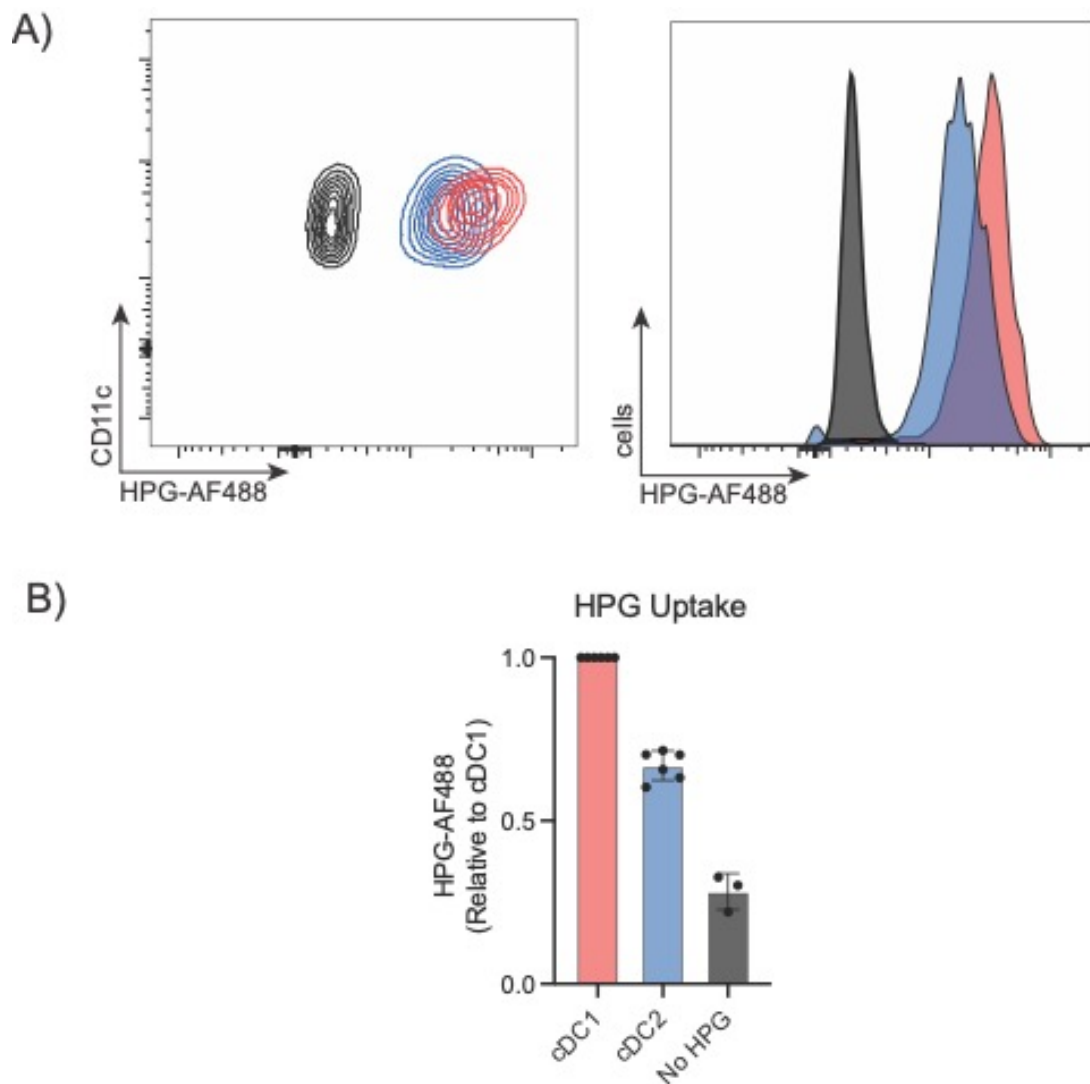 A)
CD11c
HPG-AF488
cells
HPG-AF488
B)
HPG Uptake
HPG-AF488
(Relative to cDC1)
1.0
0.5
0.0
cDC1
cDC2
No HPG